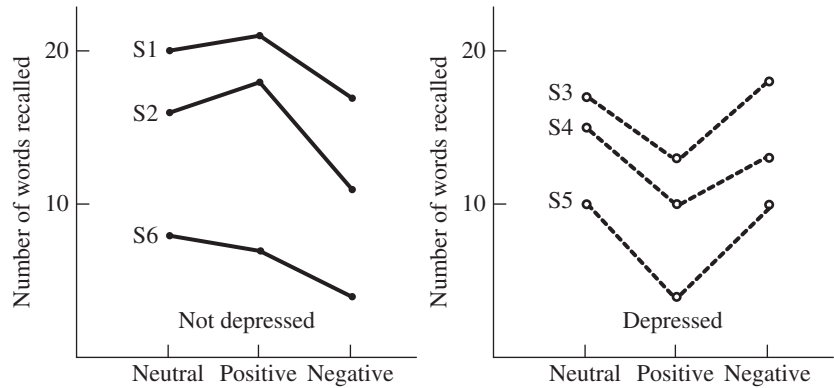 Number of words recalled
20
10
S1
S2
S6
Not depressed
Neutral Positive Negative
Number of words recalled
20
10
S3
S4
S5
Depressed
Neutral Positive Negative